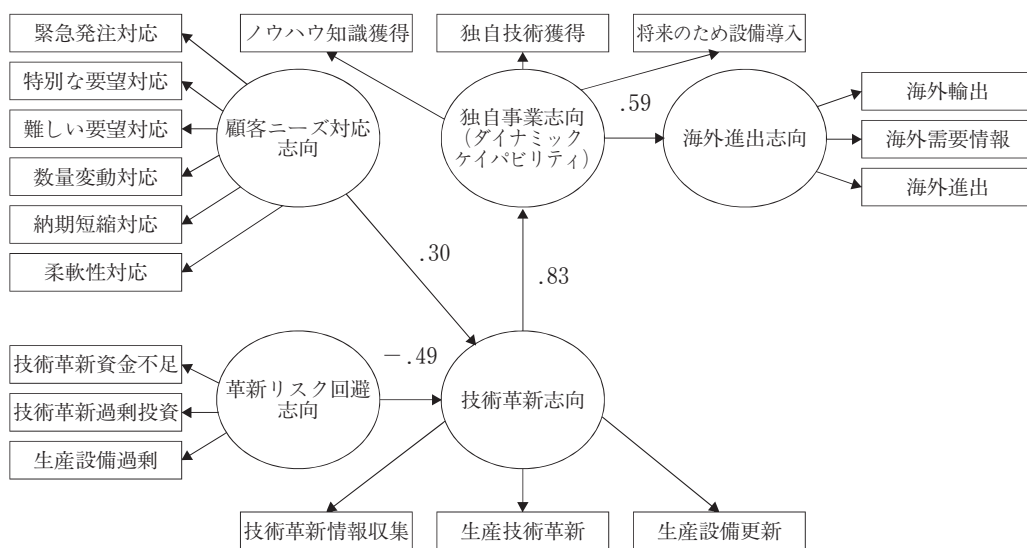 緊急発注対応
ノウハウ知識獲得
独自技術獲得
将来のため設備導入
特別な要望対応
難しい要望対応
数量変動対応
納期短縮対応
柔軟性対応
顧客ニーズ対応
志向
独自事業志向
(ダイナミック
ケイパビリティ)
.59
海外進出志向
海外輸出
海外需要情報
海外進出
.30
.83
技術革新資金不足
技術革新過剰投資
生産設備過剰
革新リスク回避
志向
-.49
技術革新志向
技術革新情報収集
生産技術革新
生産設備更新